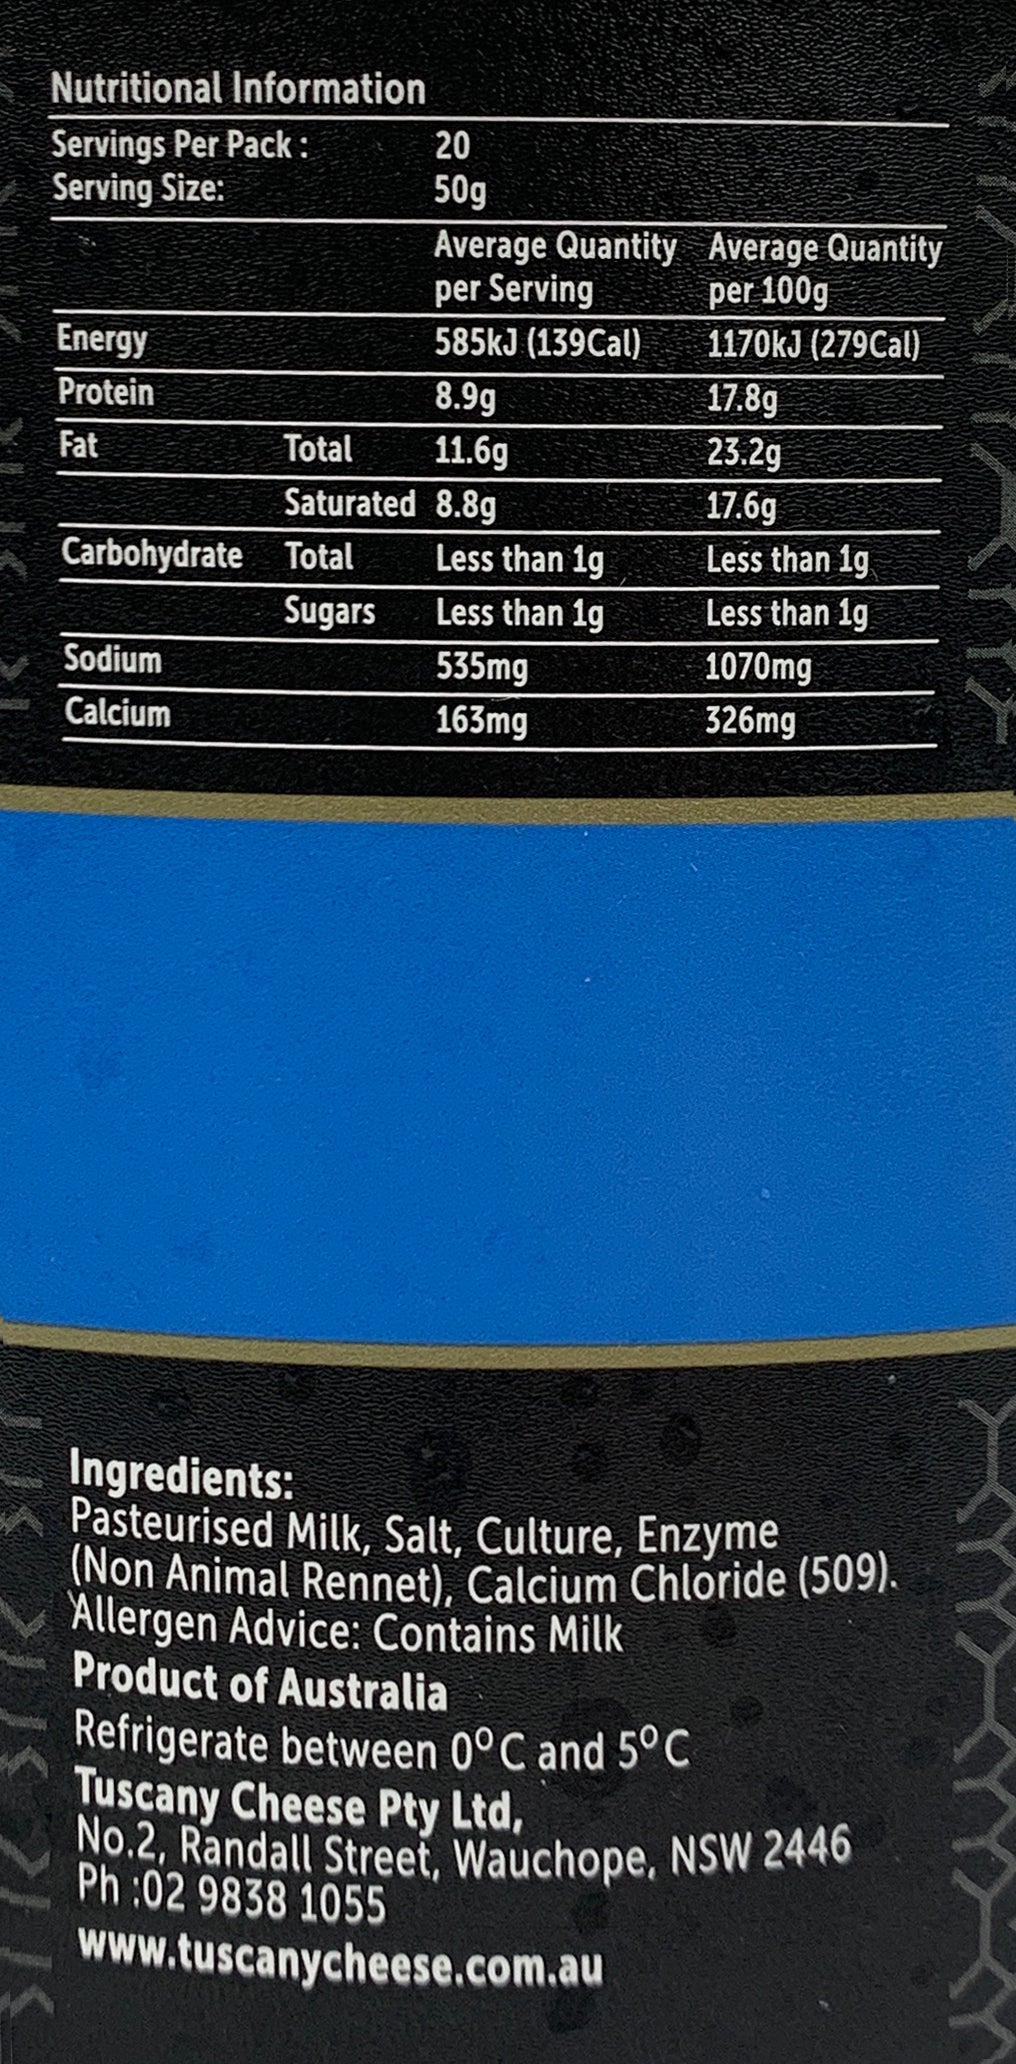 Nutritional Information
Servings Per Pack : 20
Serving Size: 50g
Average Quantity Average Quantity
per Serving per 100g
Energy 585kJ (139Cal) 1170kJ (279Cal)
Protein 8.9g 17.8g
Fat Total 11.6g 23.2g
Saturated 8.8g 17.6g
Carbohydrate Total Less than 1g Less than 1g
Sugars Less than 1g Less than 1g
Sodium 535mg 1070mg
Calcium 163mg 326mg
Ingredients:
Pasteurised Milk, Salt, Culture, Enzyme
(Non Animal Rennet), Calcium Chloride (509).
Allergen Advice: Contains Milk
Product of Australia
Refrigerate between 0°C and 5°C
Tuscany Cheese Pty Ltd,
No.2, Randall Street, Wauchope, NSW 2446
Ph :02 9838 1055
www.tuscanycheese.com.au